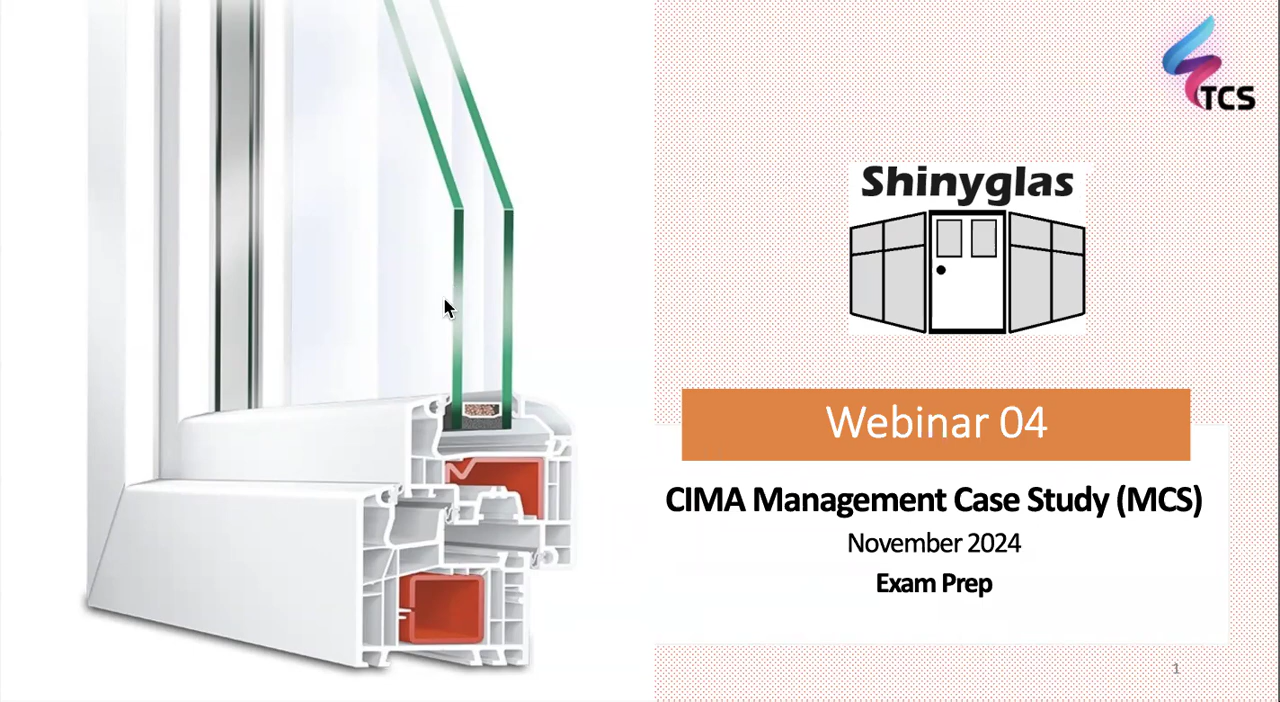 TCS
Shinyglas
Webinar 04
CIMA Management Case Study (MCS)
November 2024
Exam Prep
1